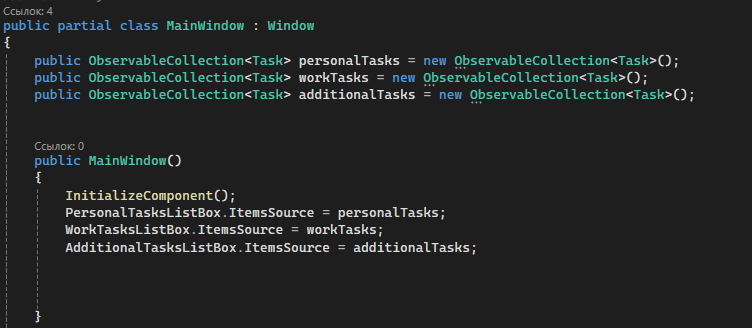 Ссылок: 4
public partial class MainWindow : Window
{
public ObservableCollection<Task> personalTasks = new ObservableCollection<Task>();
public ObservableCollection<Task> workTasks = new ObservableCollection<Task>();
public ObservableCollection<Task> additionalTasks = new ObservableCollection<Task>();
Ссылок: 0
public MainWindow()
{
InitializeComponent();
PersonalTasksListBox.ItemsSource = personalTasks;
WorkTasksListBox.ItemsSource = workTasks;
AdditionalTasksListBox.ItemsSource = additionalTasks;
}